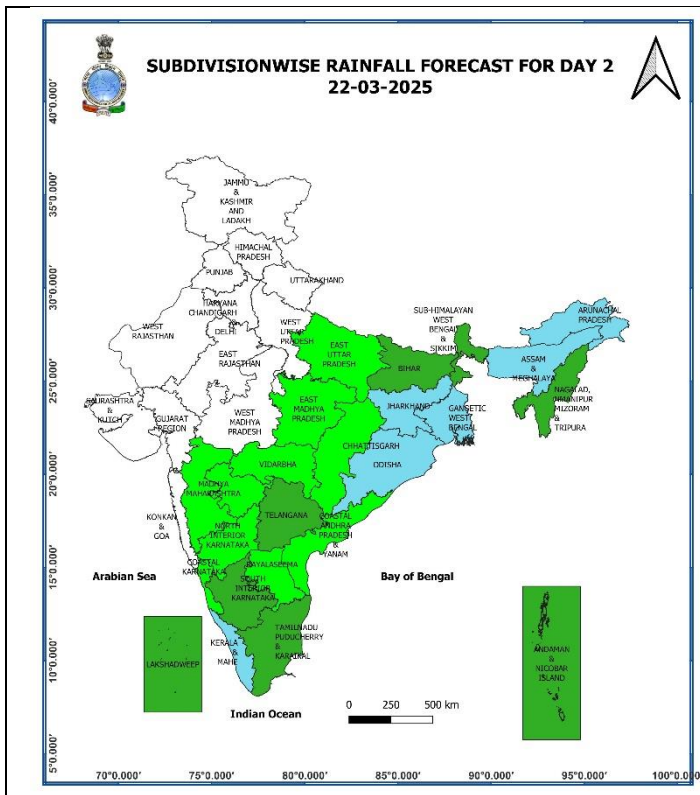 SUBDIVISIONWISE RAINFALL FORECAST FOR DAY 2
22-03-2025
40°0.000'
35°0.000'
30°0.000'
25°0.000'
20°0.000'
15°0.000'
10°0.000'
5°0.000'
JAMMU
&
KASHMIR
AND
LADAKH
HIMACHAL
PRADESH
PUNJAB
UTTARAKHAND
HARYANA
CHANDIGARH
&
DELHI
WEST
RAJASTHAN
WEST
UTTAR
PRADESH
EAST
RAJASTHAN
EAST
UTTAR
PRADESH
SUB-HIMALAYAN
WEST
BENGAL
&
SIKKIM
ARUNACHAL
PRADESH
BIHAR
ASSAM
&
MEGHALAYA
NAGALAD,
MANIPUR
MIZORAM
&
TRIPURA
SAURASHTRA
&
KUTCH
GUJARAT
REGION
WEST
MADHYA
PRADESH
EAST
MADHYA
PRADESH
JHARKHAND
GANGETIC
WEST
BENGAL
CHHATTISGARH
ODISHA
VIDARBHA
MADHYA
MAHARASHTRA
KONKAN
&
GOA
TELANGANA
NORTH
INTERIOR
KARNATAKA
COASTAL
ANDHRA
PRADESH
&
YANAM
COASTAL
KARNATAKA
RAYALASEEMA
SOUTH
INTERIOR
KARNATAKA
Arabian Sea
Bay of Bengal
KERALA
&
MAHE
TAMILNADU
PUDUCHERRY
&
KARAIKAL
LAKSHADWEEP
ANDAMAN
&
NICOBAR
ISLAND
Indian Ocean
0 250 500 km
70°0.000' 75°0.000' 80°0.000' 85°0.000' 90°0.000' 95°0.000' 100°0.000'